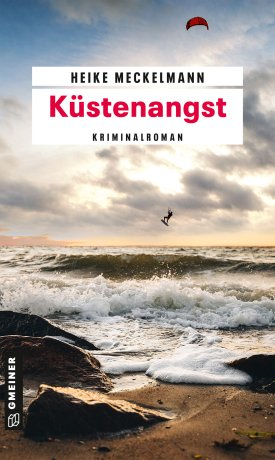 HEIKE MECKELMANN
Küstenangst
KRIMINALROMAN
GMEINER